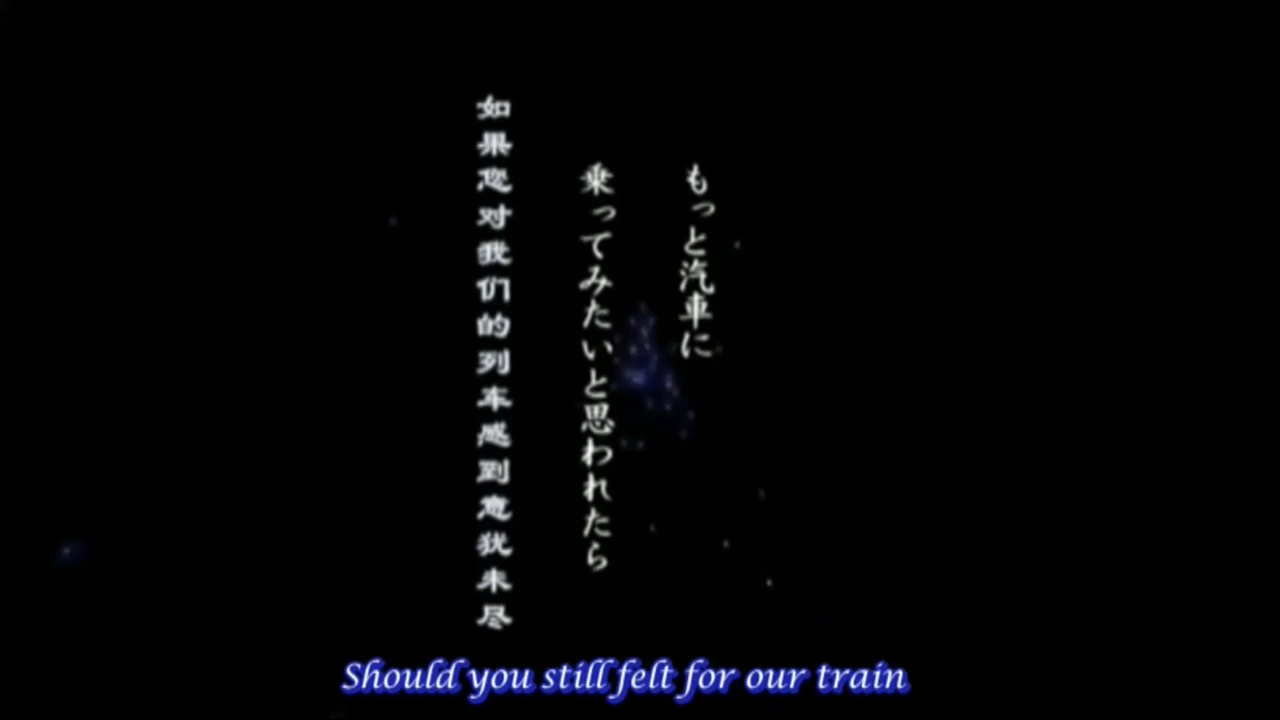 もっと汽車に
乗ってみたいと思われたら
如果您对我们的列车感到意犹未尽
Should you still felt for our train